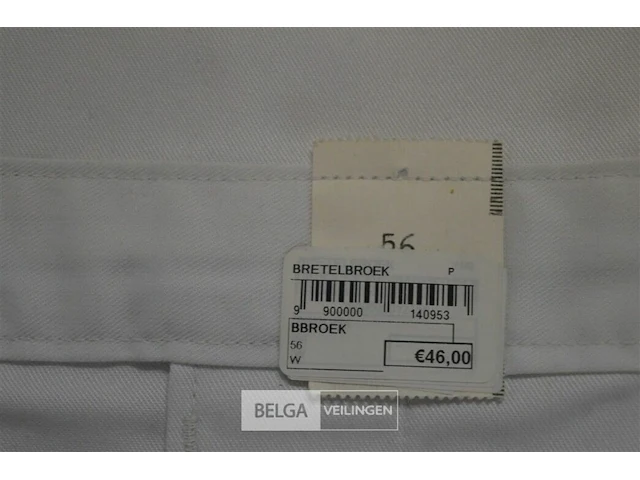 56
BRETELBROEK P
9 900000 140953
BBROEK
56
W
€46,00
BELGA VEILINGEN